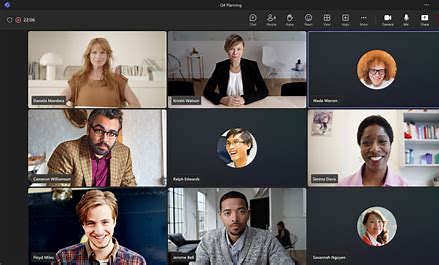 Q4 Planning
22:06
Chat
People
Raise
React
View
Apps
More
Camera
Mic
Share
Daniela Mandera
Kristin Watson
Wade Warren
Cameron Williamson
Ralph Edwards
Serena Davis
Floyd Miles
Jerome Bell
Savannah Nguyen